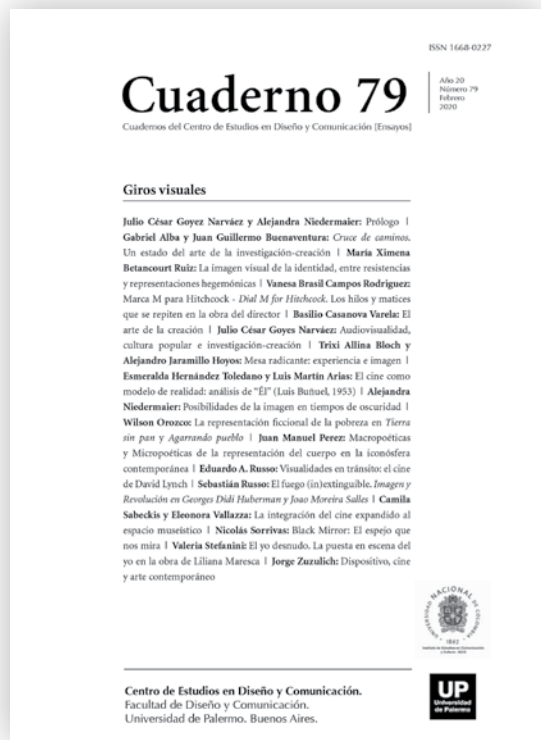 ISSN 1668-0227
Cuaderno 79
Año 20
Número 79
Febrero
2020
Cuadernos del Centro de Estudios en Diseño y Comunicación [Ensayos]
Giros visuales
Julio César Goyez Narváez y Alejandra Niedermaier: Prólogo |
Gabriel Alba y Juan Guillermo Buenaventura: Cruce de caminos.
Un estado del arte de la investigación-creación | María Ximena
Betancourt Ruiz: La imagen visual de la identidad, entre resistencias
y representaciones hegemónicas | Vanesa Brasil Campos Rodríguez:
Marca M para Hitchcock - Dial M for Hitchcock. Los hilos y matices
que se repiten en la obra del director | Basilio Casanova Varela: El
arte de la creación | Julio César Goyes Narváez: Audiovisualidad,
cultura popular e investigación-creación | Trixi Allina Bloch y
Alejandro Jaramillo Hoyos: Mesa radicante: experiencia e imagen |
Esmeralda Hernández Toledano y Luis Martín Arias: El cine como
modelo de realidad: análisis de “Él” (Luis Buñuel, 1953) | Alejandra
Niedermaier: Posibilidades de la imagen en tiempos de oscuridad |
Wilson Orozco: La representación ficcional de la pobreza en Tierra
sin pan y Agarrando pueblo | Juan Manuel Perez: Macropoéticas
y Micropoéticas de la representación del cuerpo en la iconósfera
contemporánea | Eduardo A. Russo: Visualidades en tránsito: el cine
de David Lynch | Sebastián Russo: El fuego (in)extinguible. Imagen y
Revolución en Georges Didi Huberman y Joao Moreira Salles | Camila
Sabeckis y Eleonora Vallazza: La integración del cine expandido al
espacio museístico | Nicolás Sorrivas: Black Mirror: El espejo que
nos mira | Valeria Stefanini: El yo desnudo. La puesta en escena del
yo en la obra de Liliana Maresca | Jorge Zuzulich: Dispositivo, cine
y arte contemporáneo
UNIVERSIDAD NACIONAL DE COLOMBIA
Centro de Estudios en Diseño y Comunicación.
Facultad de Diseño y Comunicación.
Universidad de Palermo. Buenos Aires.
UP
Universidad
de Palermo